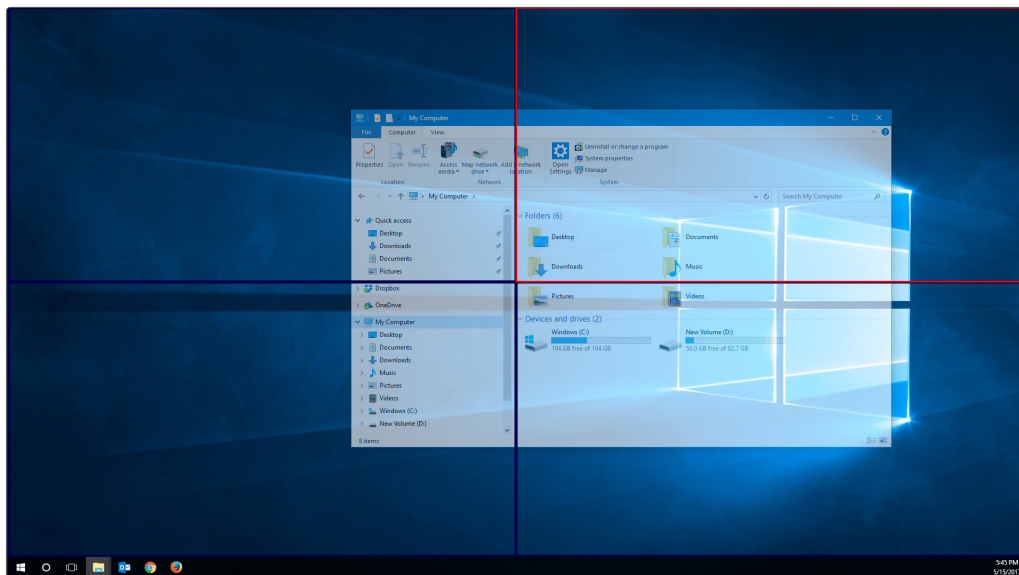 My Computer
File Computer View
Properties Open Rename Access media Map network drive Add a network location Open Settings Uninstall or change a program
System properties
Manage
Location Network System
My Computer Search My Computer
Quick access
Desktop
Downloads
Documents
Pictures
Dropbox
OneDrive
My Computer
Desktop
Documents
Downloads
Music
Pictures
Videos
Windows (C:)
New Volume (D:)
Folders (6)
Desktop Documents
Downloads Music
Pictures Videos
Devices and drives (2)
Windows (C:) New Volume (D:)
104 GB free of 164 GB 58.0 GB free of 62.7 GB
8 items
5:45 PM